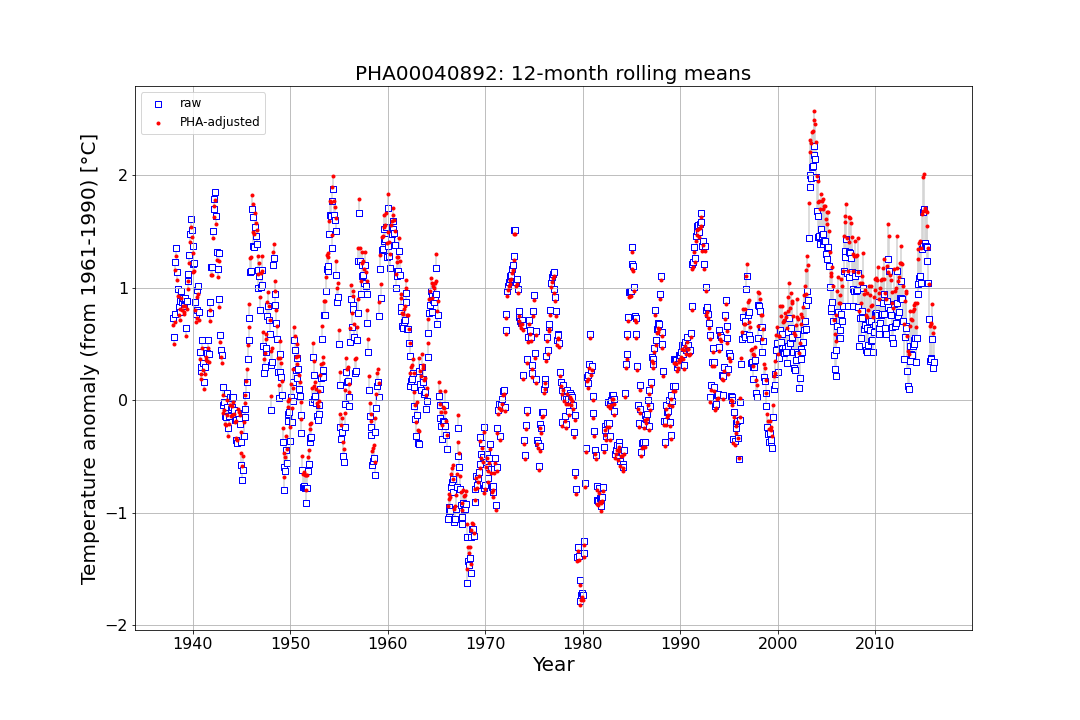 PHA00040892: 12-month rolling means
raw
PHA-adjusted
Temperature anomaly (from 1961-1990) [°C]
2
1
0
−1
−2
1940 1950 1960 1970 1980 1990 2000 2010
Year